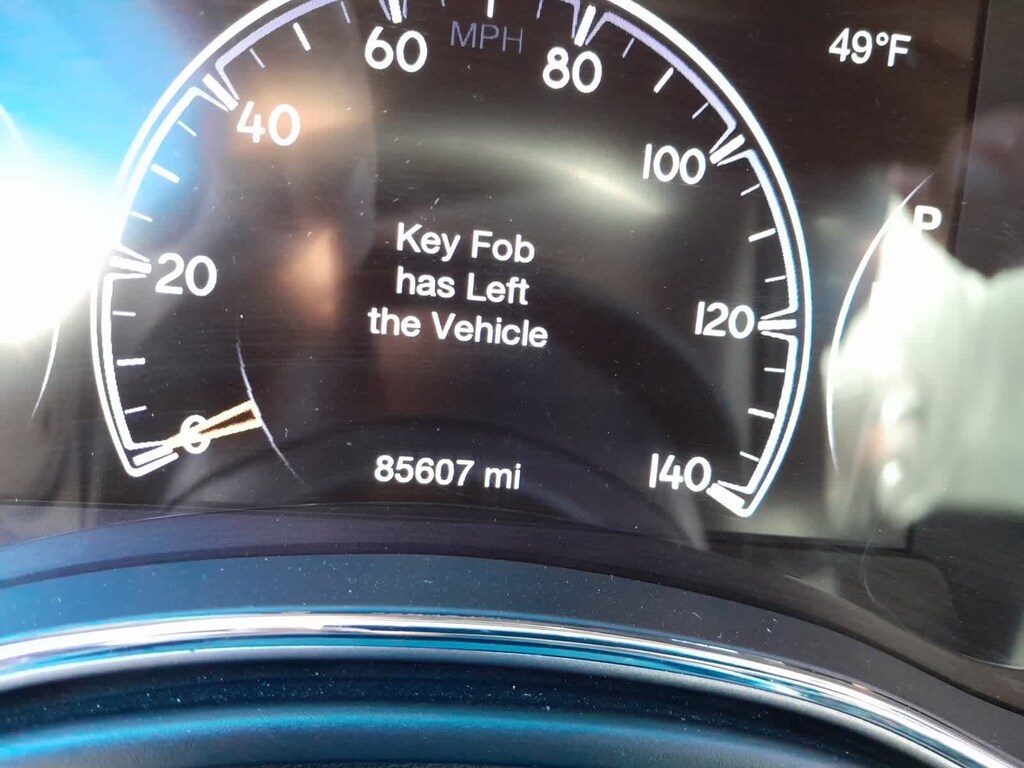 MPH
60
80
49°F
40
100
P
Key Fob
has Left
the Vehicle
20
120
0
85607 mi
140